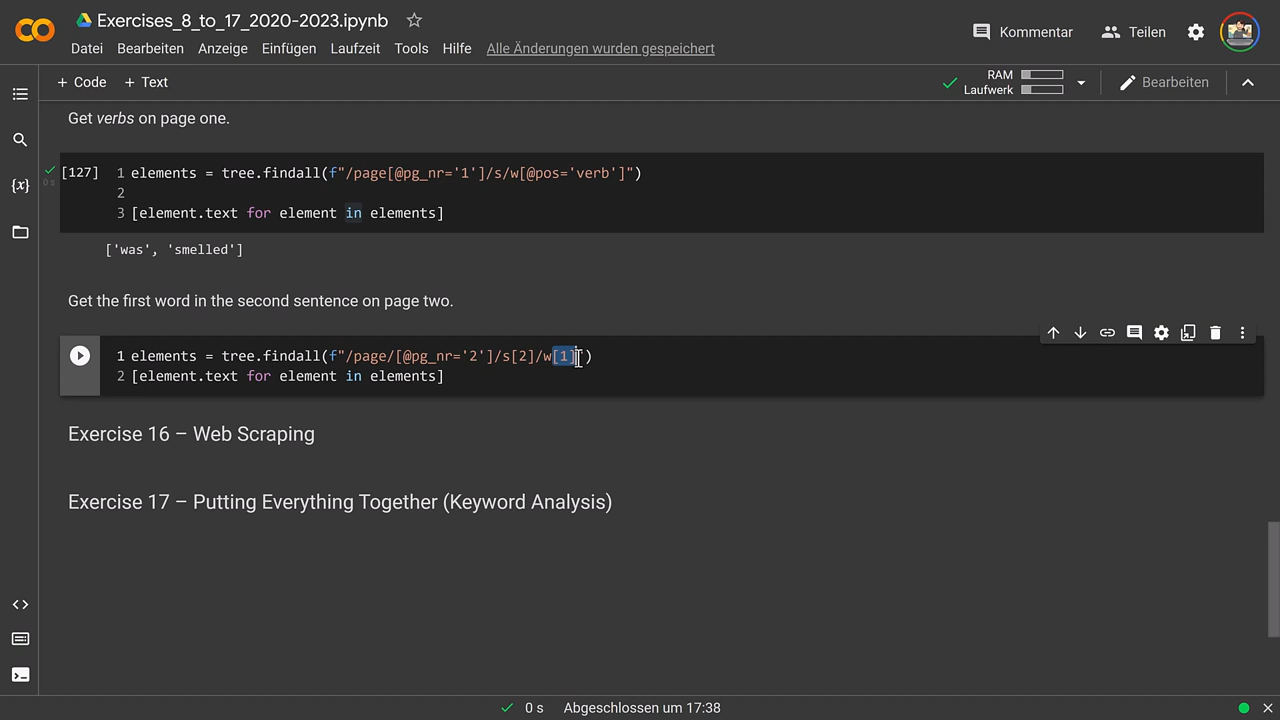 Exercises_8_to_17_2020-2023.ipynb
Kommentar
Teilen
Datei Bearbeiten Anzeige Einfügen Laufzeit Tools Hilfe Alle Änderungen wurden gespeichert
+ Code + Text
RAM
Laufwerk
Bearbeiten
Get verbs on page one.
[127]
0 s
1 elements = tree.findall(f"/page[@pg_nr='1']/s/w[@pos='verb']")
2
3 [element.text for element in elements]
['was', 'smelled']
Get the first word in the second sentence on page two.
1 elements = tree.findall(f"/page/[@pg_nr='2']/s[2]/w[1]")
2 [element.text for element in elements]
Exercise 16 – Web Scraping
Exercise 17 – Putting Everything Together (Keyword Analysis)
{x}
0 s Abgeschlossen um 17:38